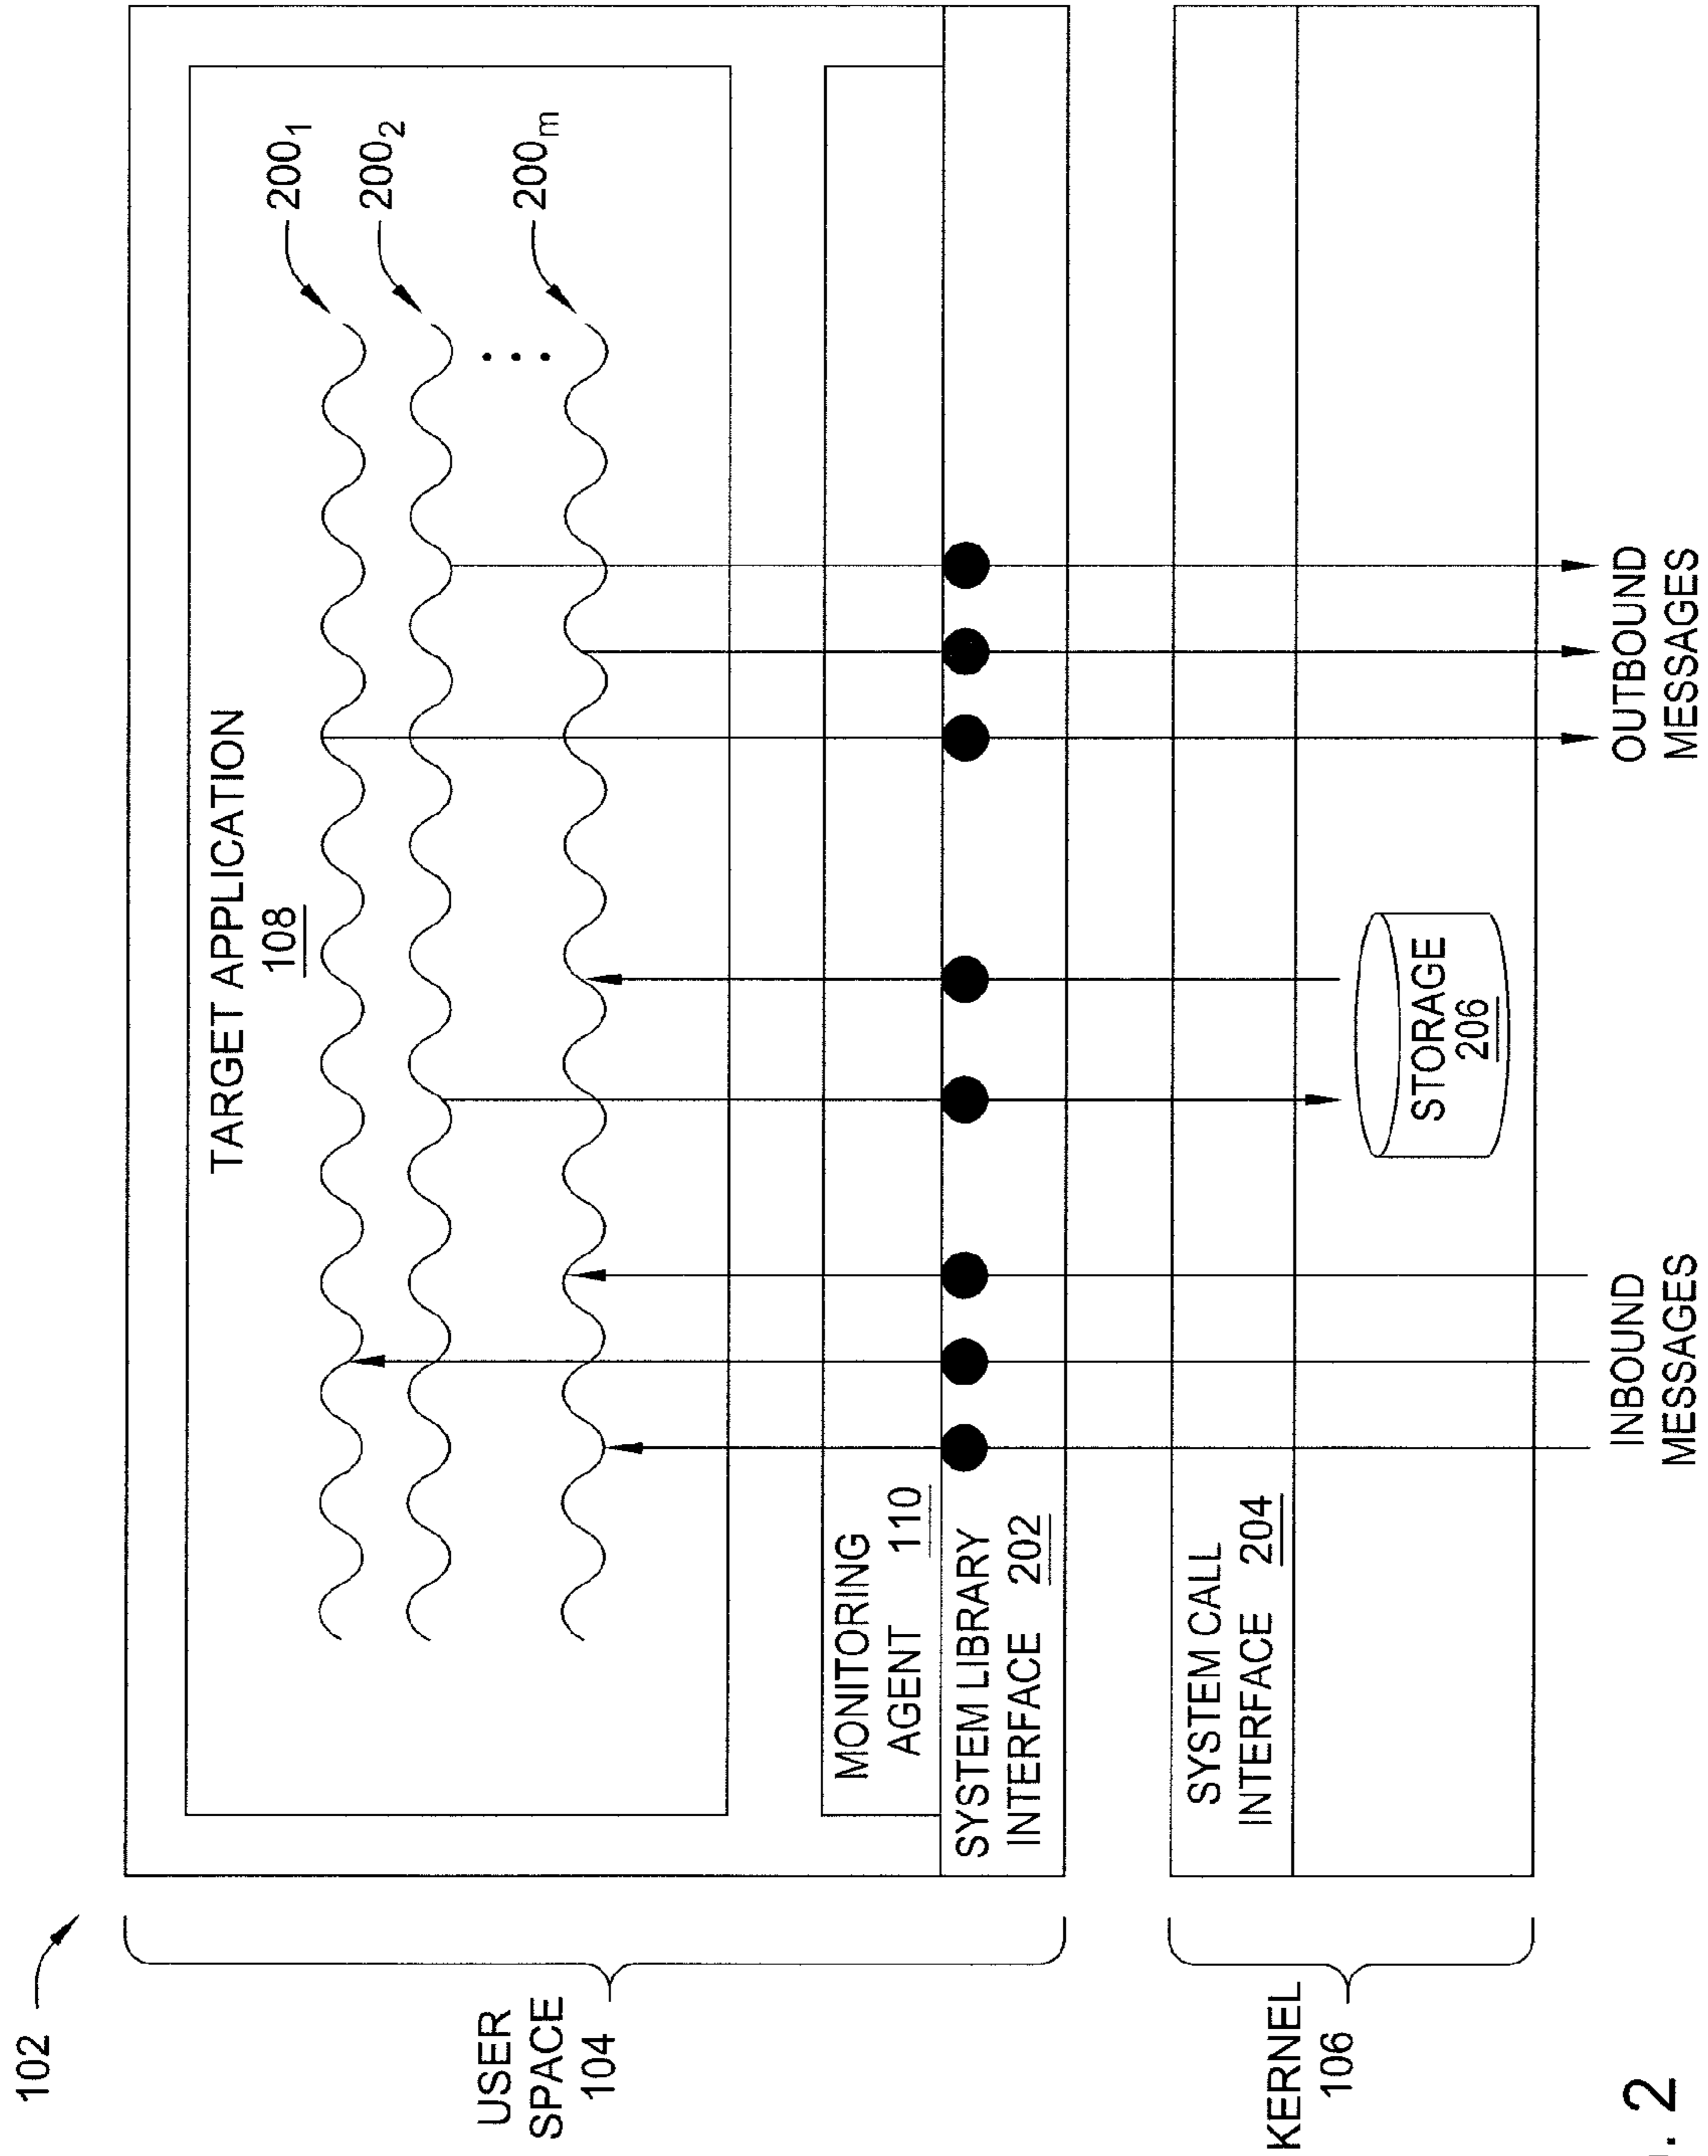 102
USER
SPACE
104
KERNEL
106
TARGET APPLICATION
108
200₁
200₂
200ₘ
MONITORING
AGENT 110
SYSTEM LIBRARY
INTERFACE 202
SYSTEM CALL
INTERFACE 204
STORAGE
206
INBOUND
MESSAGES
OUTBOUND
MESSAGES
. 2